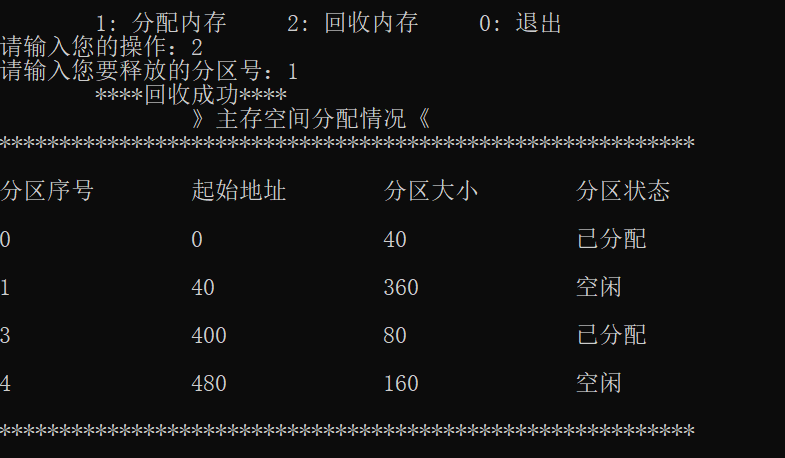 1: 分配内存 2: 回收内存 0: 退出
请输入您的操作：2
请输入您要释放的分区号：1
****回收成功****
》主存空间分配情况《
**********************************************************
分区序号 起始地址 分区大小 分区状态
0 0 40 已分配
1 40 360 空闲
3 400 80 已分配
4 480 160 空闲
**********************************************************